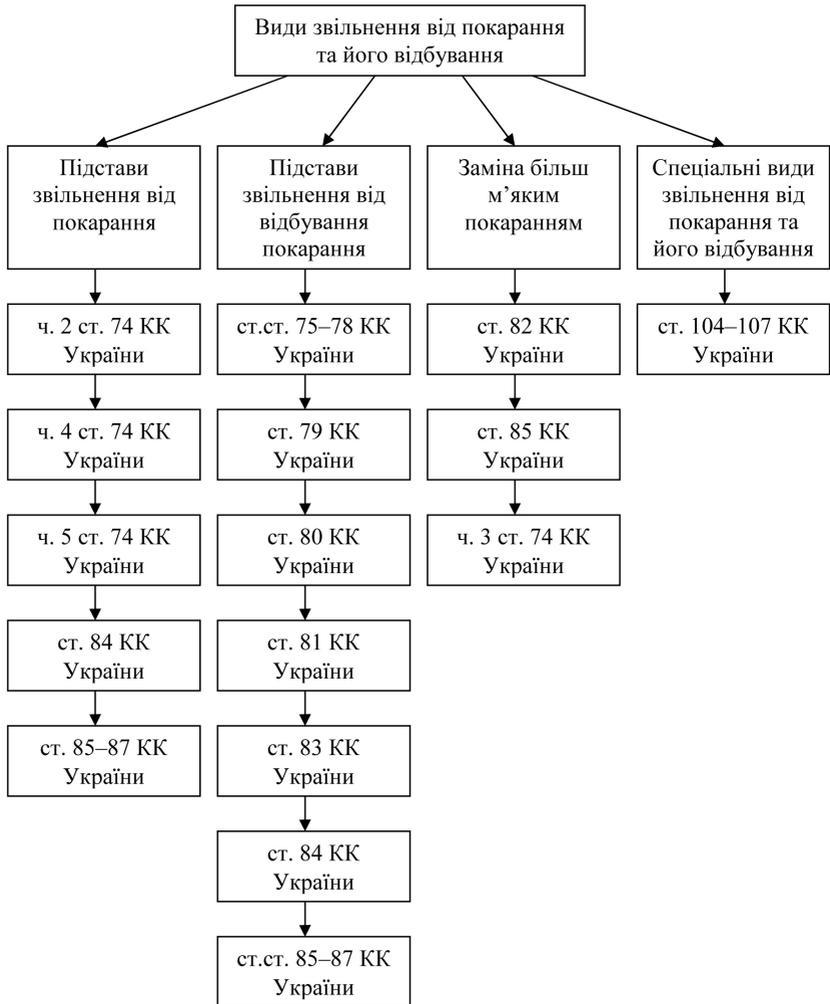 Види звільнення від покарання
та його відбування
Підстави
звільнення від
покарання
ч. 2 ст. 74 КК
України
ч. 4 ст. 74 КК
України
ч. 5 ст. 74 КК
України
ст. 84 КК
України
ст. 85–87 КК
України
Підстави
звільнення від
відбування
покарання
ст.ст. 75–78 КК
України
ст. 79 КК
України
ст. 80 КК
України
ст. 81 КК
України
ст. 83 КК
України
ст. 84 КК
України
ст.ст. 85–87 КК
України
Заміна більш
м’яким
покаранням
ст. 82 КК
України
ст. 85 КК
України
ч. 3 ст. 74 КК
України
Спеціальні види
звільнення від
покарання та
його відбування
ст. 104–107 КК
України